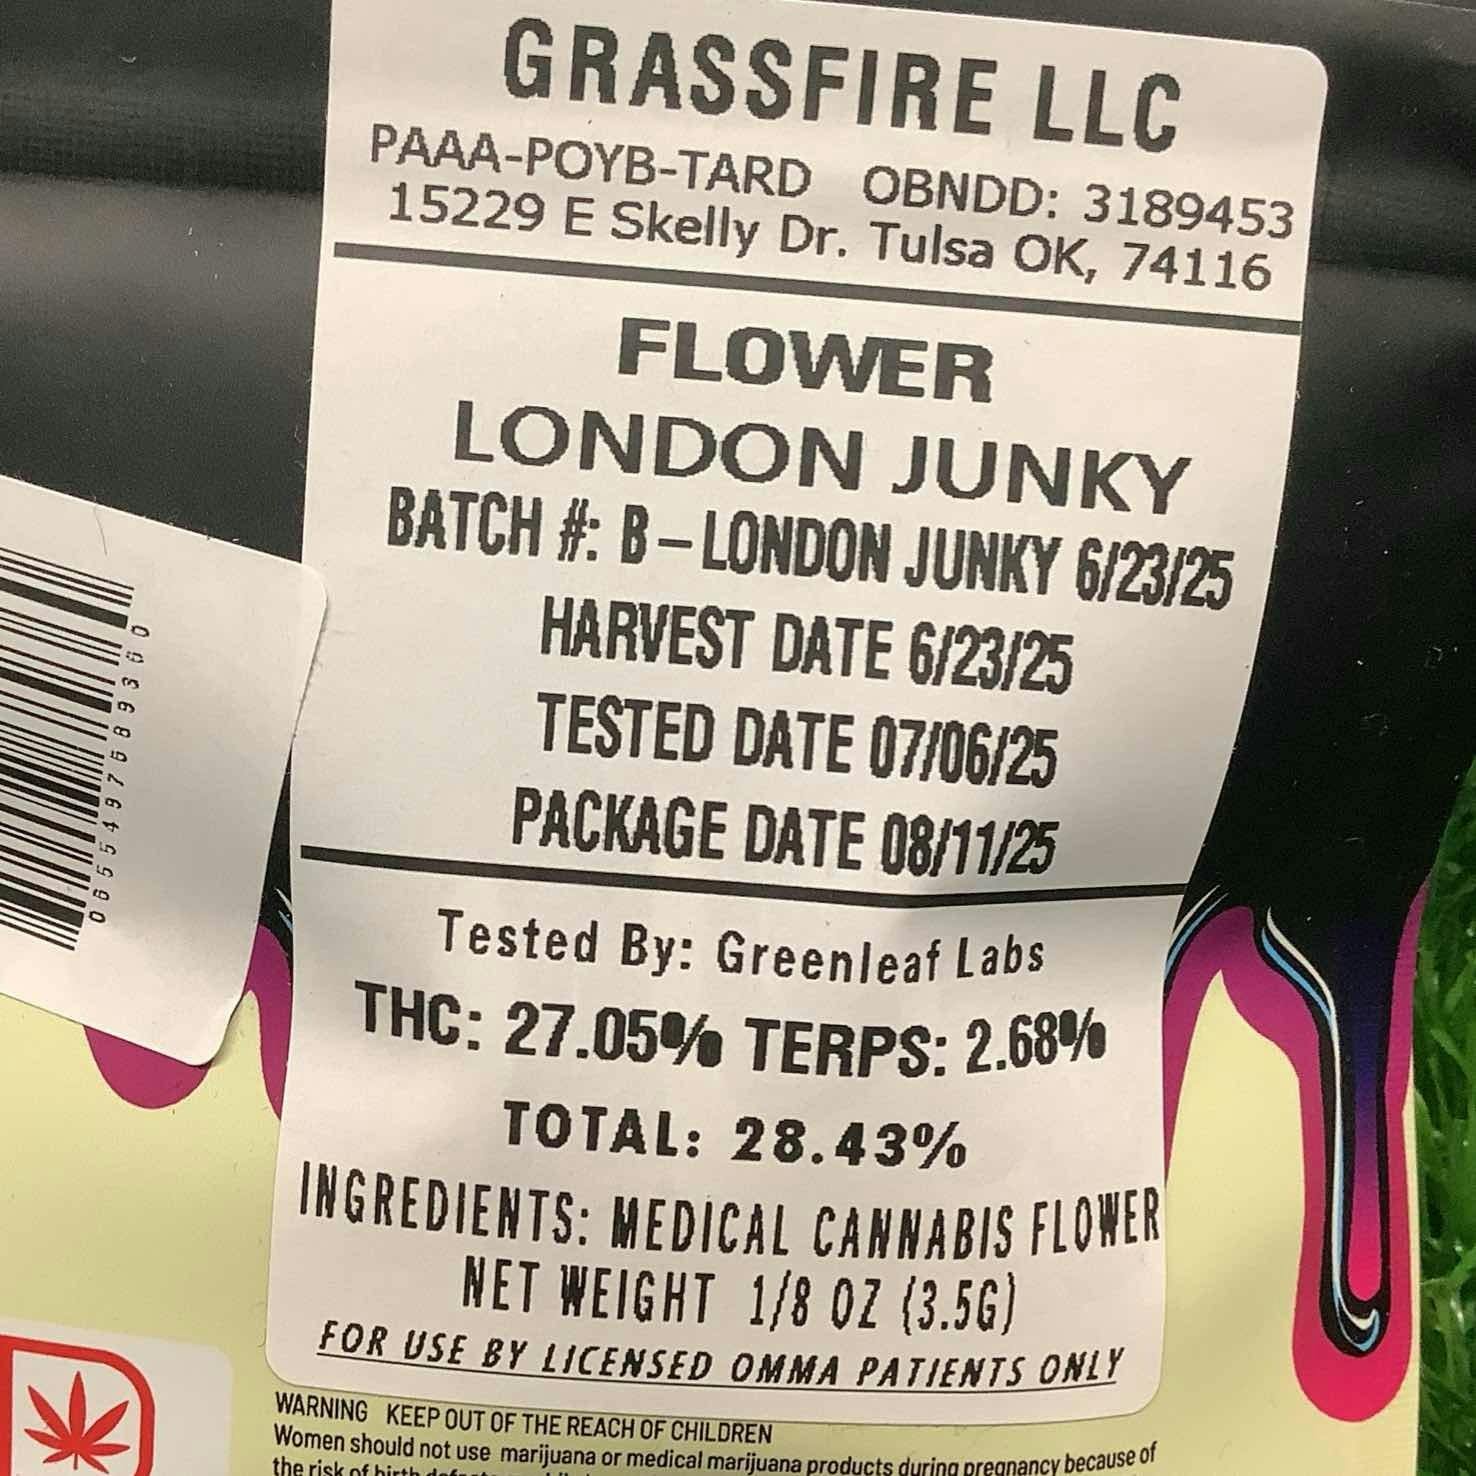 GRASSFIRE LLC
PAAA-POYB-TARD OBNDD: 3189453
15229 E Skelly Dr. Tulsa OK, 74116
FLOWER
LONDON JUNKY
BATCH #: B-LONDON JUNKY 6/23/25
HARVEST DATE 6/23/25
TESTED DATE 07/06/25
PACKAGE DATE 08/11/25
Tested By: Greenleaf Labs
THC: 27.05% TERPS: 2.68%
TOTAL: 28.43%
INGREDIENTS: MEDICAL CANNABIS FLOWER
NET WEIGHT 1/8 OZ (3.5G)
FOR USE BY LICENSED OMMA PATIENTS ONLY
WARNING KEEP OUT OF THE REACH OF CHILDREN
Women should not use marijuana or medical marijuana products during pregnancy because of
the risk of birth